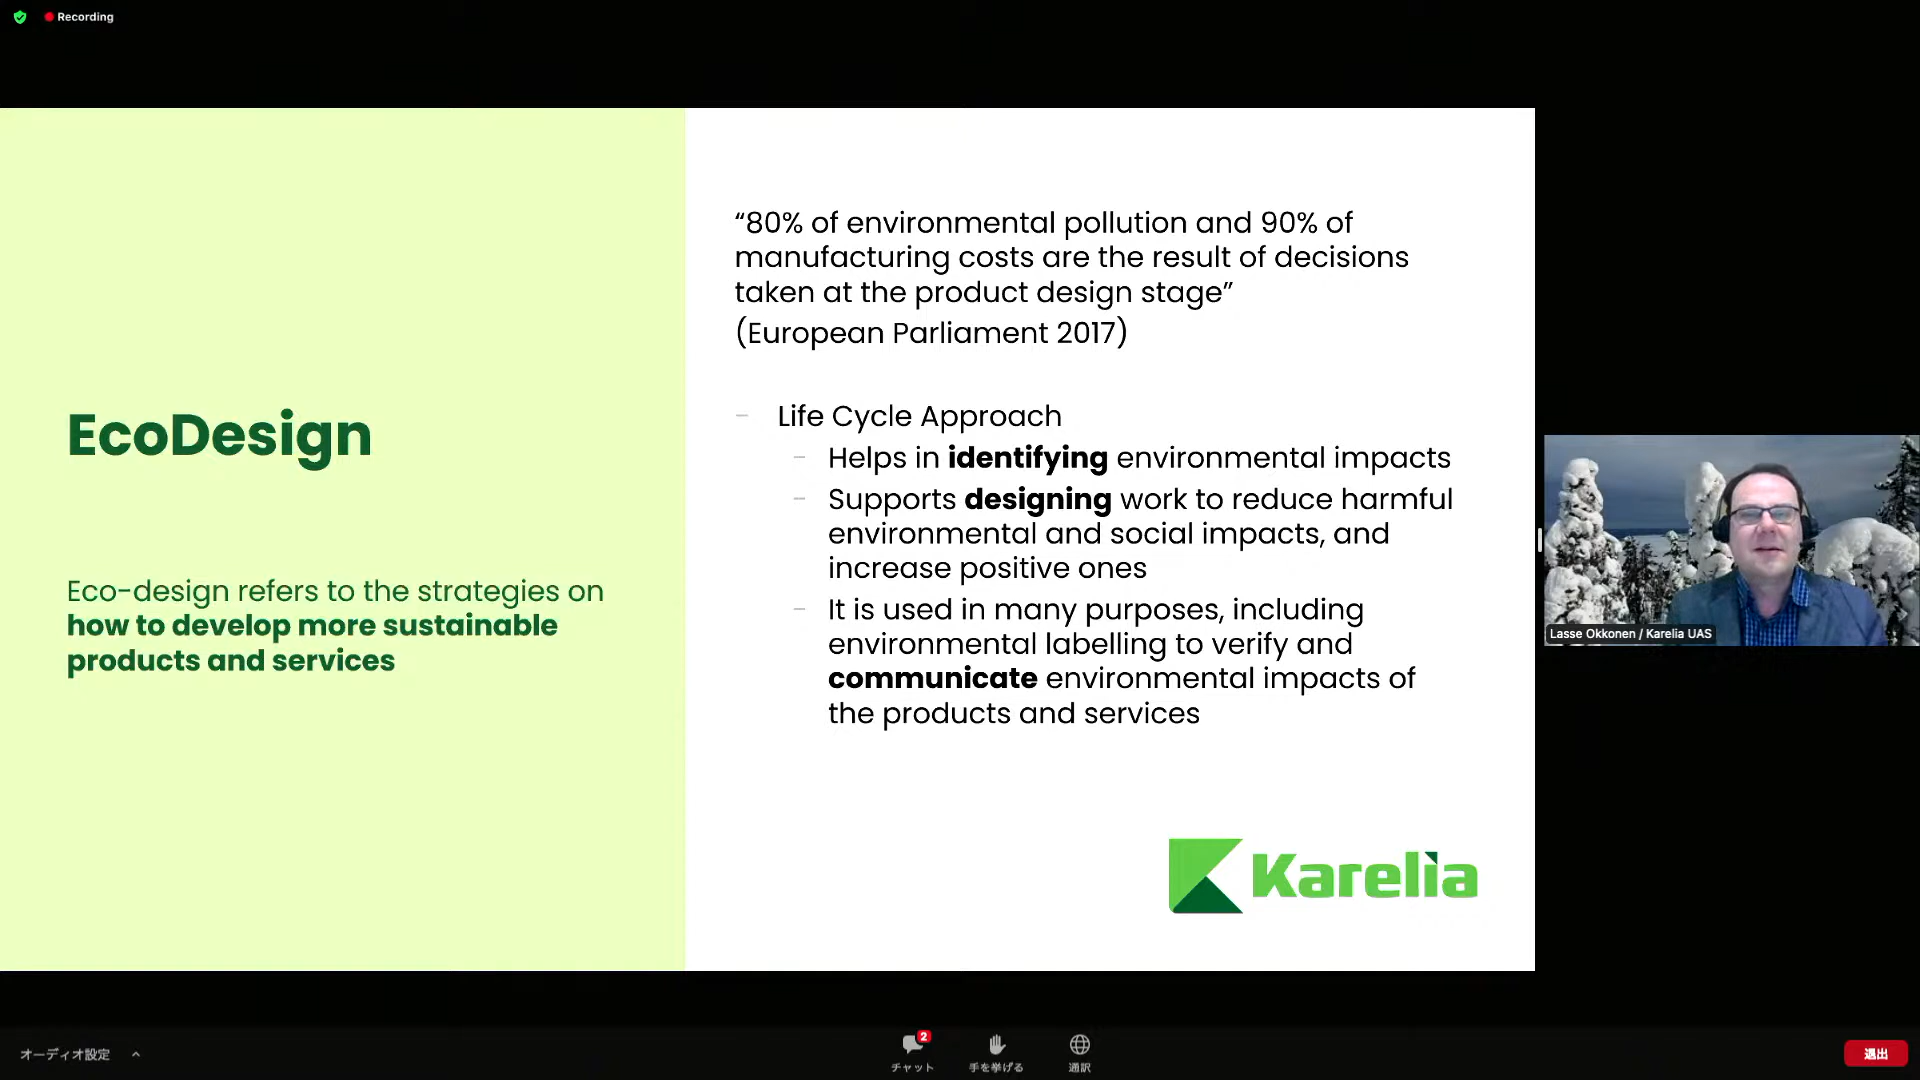 Recording
EcoDesign
Eco-design refers to the strategies on
how to develop more sustainable
products and services
“80% of environmental pollution and 90% of
manufacturing costs are the result of decisions
taken at the product design stage”
(European Parliament 2017)
– Life Cycle Approach
– Helps in identifying environmental impacts
– Supports designing work to reduce harmful
environmental and social impacts, and
increase positive ones
– It is used in many purposes, including
environmental labelling to verify and
communicate environmental impacts of
the products and services
Karelia
Lasse Okkonen / Karelia UAS
オーディオ設定
2
チャット
手を挙げる
通訳
退出